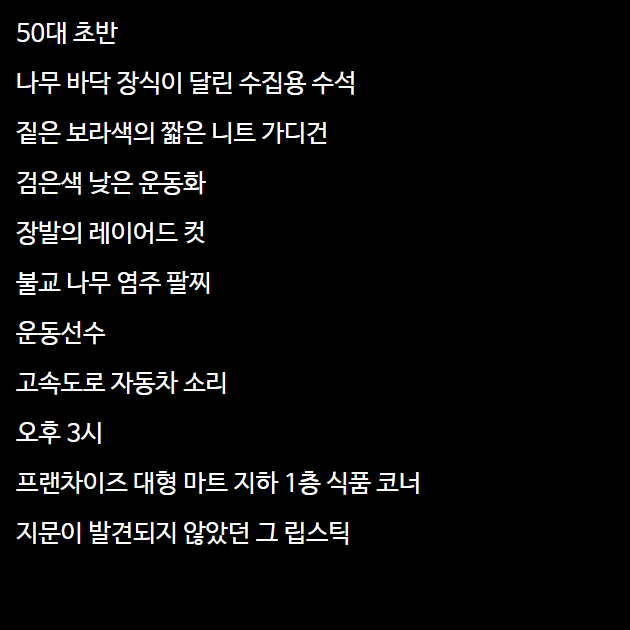 50대 초반
나무 바닥 장식이 달린 수집용 수석
짙은 보라색의 짧은 니트 가디건
검은색 낮은 운동화
장발의 레이어드 컷
불교 나무 염주 팔찌
운동선수
고속도로 자동차 소리
오후 3시
프랜차이즈 대형 마트 지하 1층 식품 코너
지문이 발견되지 않았던 그 립스틱